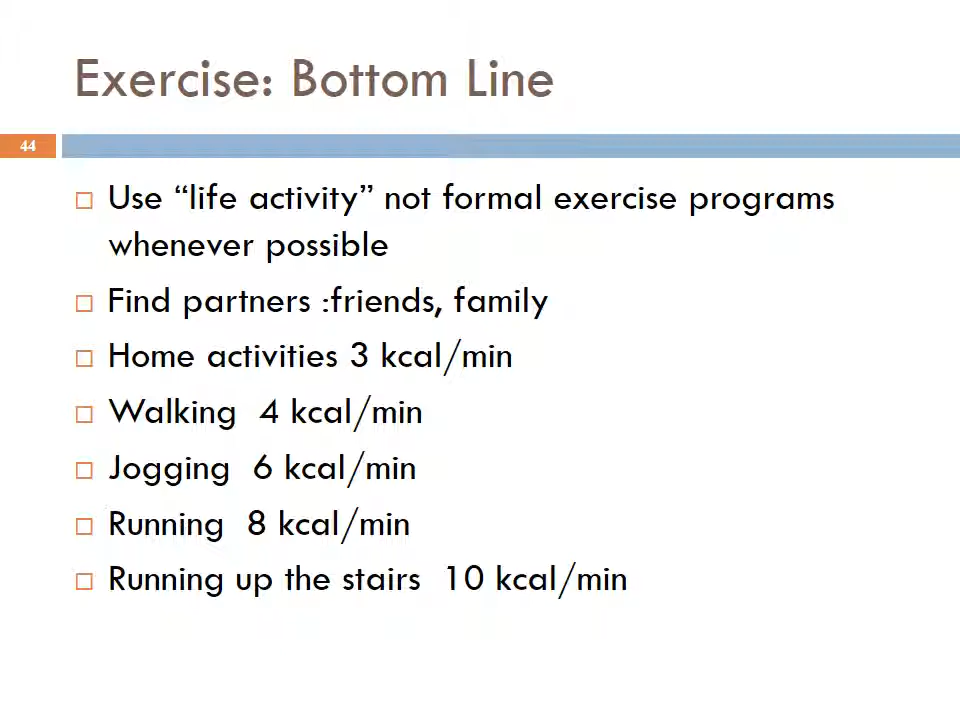 Exercise: Bottom Line
44
Use “life activity” not formal exercise programs
whenever possible
Find partners :friends, family
Home activities 3 kcal/min
Walking  4 kcal/min
Jogging  6 kcal/min
Running  8 kcal/min
Running up the stairs  10 kcal/min